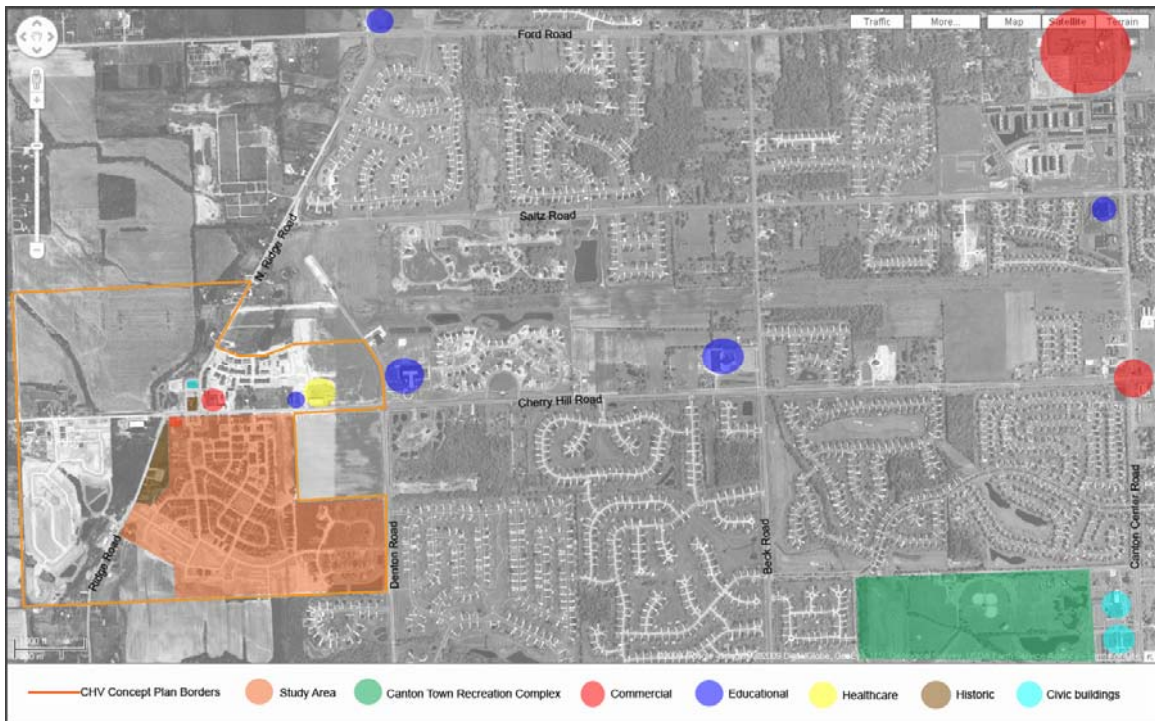 Traffic More... Map Satellite Terrain
Ford Road
Saltz Road
N. Ridge Road
Cherry Hill Road
Canton Center Road
Ridge Road
Denton Road
Beck Road
CHV Concept Plan Borders Study Area Canton Town Recreation Complex Commercial Educational Healthcare Historic Civic buildings